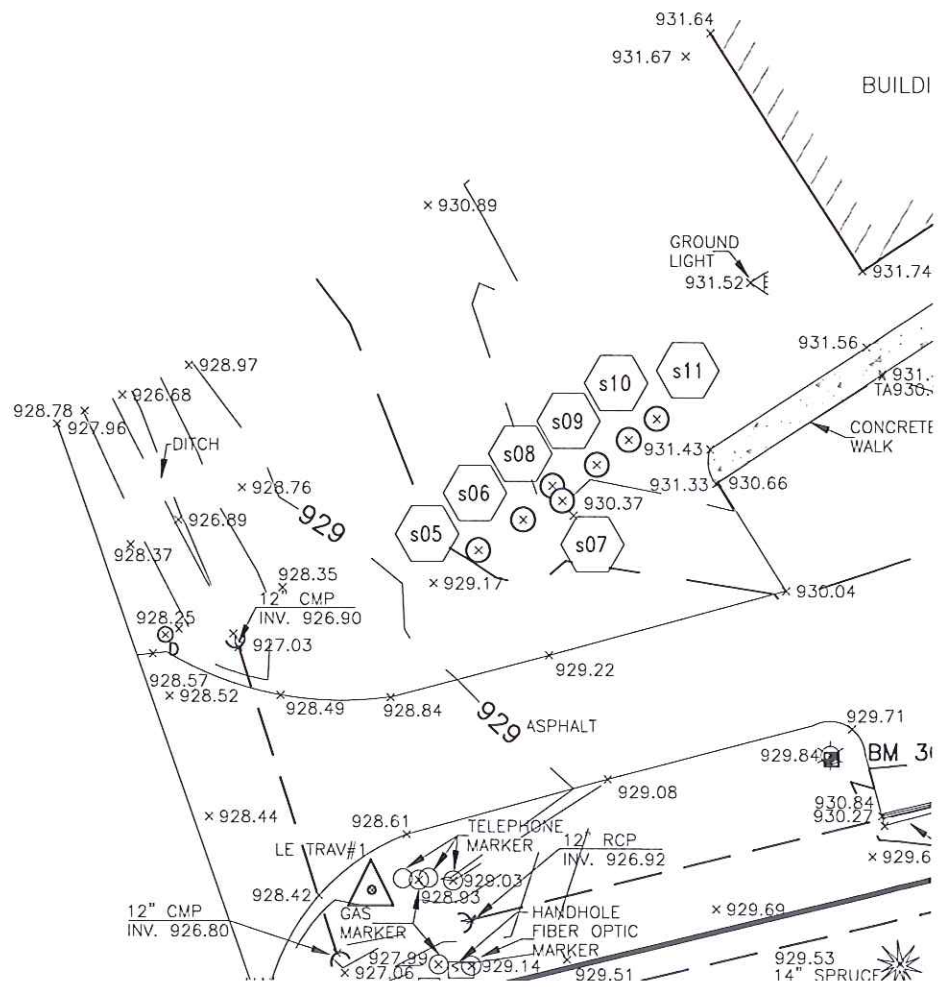 931.64
931.67
BUILDI
930.89
GROUND
LIGHT
931.52
931.74
931.56
931.
TA930.
928.97
926.68
928.78
927.96
DITCH
s11
s10
s09
s08
s06
s05
s07
931.43
CONCRETE
WALK
931.33
930.66
928.76
929
930.37
926.89
928.37
928.35
929.17
930.04
12" CMP
INV. 926.90
928.25
D
927.03
929.22
928.57
928.52
928.49
928.84
929
ASPHALT
929.71
929.84
BM 3
929.08
930.84
930.27
928.44
928.61
TELEPHONE
MARKER
12" RCP
INV. 926.92
LE TRAV#1
929.6
929.03
928.93
928.42
GAS
MARKER
12" CMP
INV. 926.80
HANDHOLE
FIBER OPTIC
MARKER
929.69
927.99
927.06
929.14
929.51
929.53
14" SPRUCE